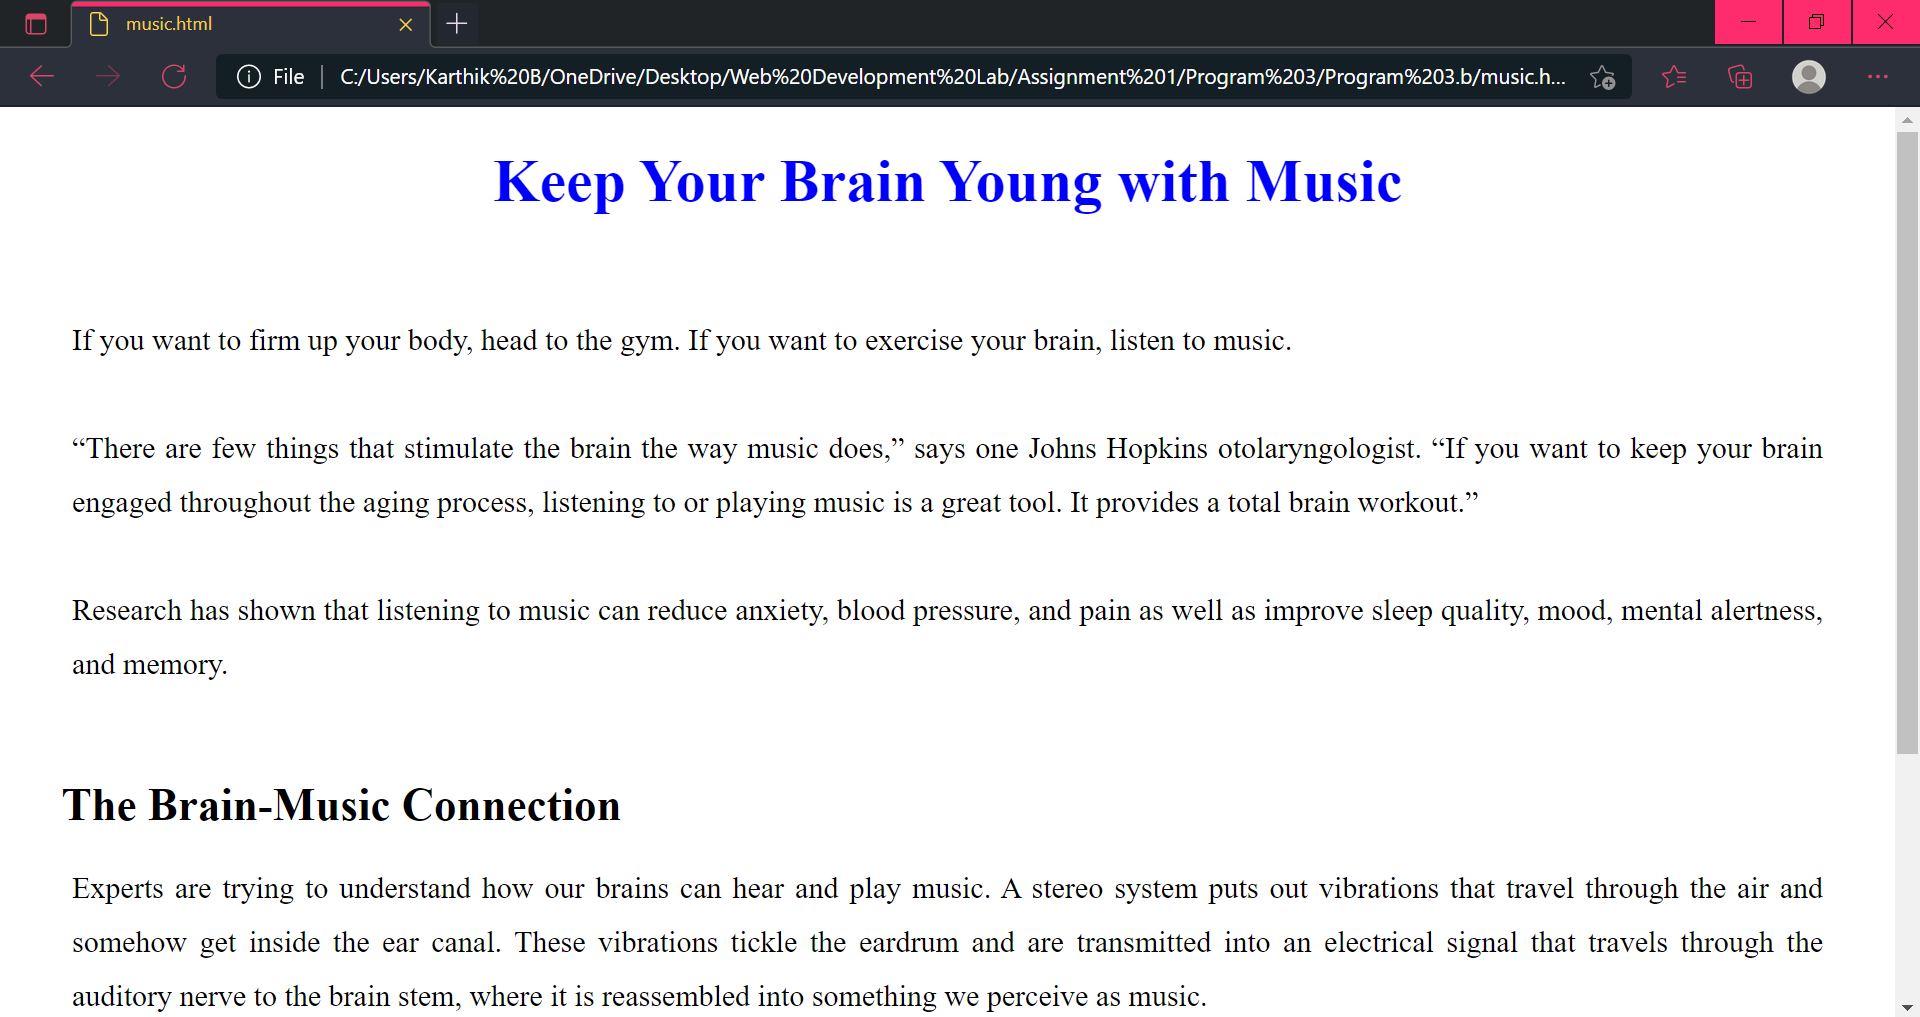 music.html
File C:/Users/Karthik%20B/OneDrive/Desktop/Web%20Development%20Lab/Assignment%201/Program%203/Program%203.b/music.h...
Keep Your Brain Young with Music
If you want to firm up your body, head to the gym. If you want to exercise your brain, listen to music.
“There are few things that stimulate the brain the way music does,” says one Johns Hopkins otolaryngologist. “If you want to keep your brain
engaged throughout the aging process, listening to or playing music is a great tool. It provides a total brain workout.”
Research has shown that listening to music can reduce anxiety, blood pressure, and pain as well as improve sleep quality, mood, mental alertness,
and memory.
The Brain-Music Connection
Experts are trying to understand how our brains can hear and play music. A stereo system puts out vibrations that travel through the air and
somehow get inside the ear canal. These vibrations tickle the eardrum and are transmitted into an electrical signal that travels through the
auditory nerve to the brain stem, where it is reassembled into something we perceive as music.